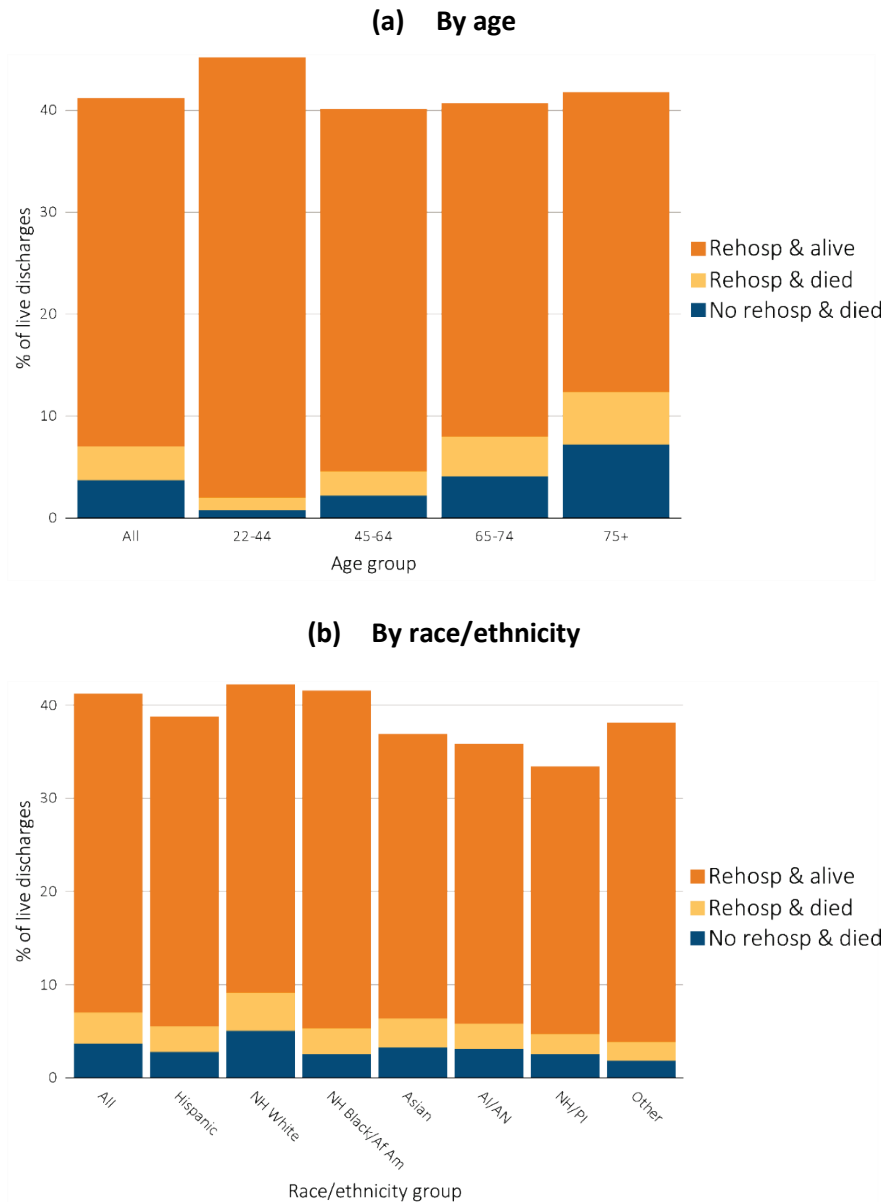 (a) By age
% of live discharges
40
30
20
10
0
All 22-44 45-64 65-74 75+
Age group
Rehosp & alive
Rehosp & died
No rehosp & died
(b) By race/ethnicity
% of live discharges
40
30
20
10
0
All Hispanic NH White NH Black/Af Am Asian AI/AN NH/PI Other
Race/ethnicity group
Rehosp & alive
Rehosp & died
No rehosp & died